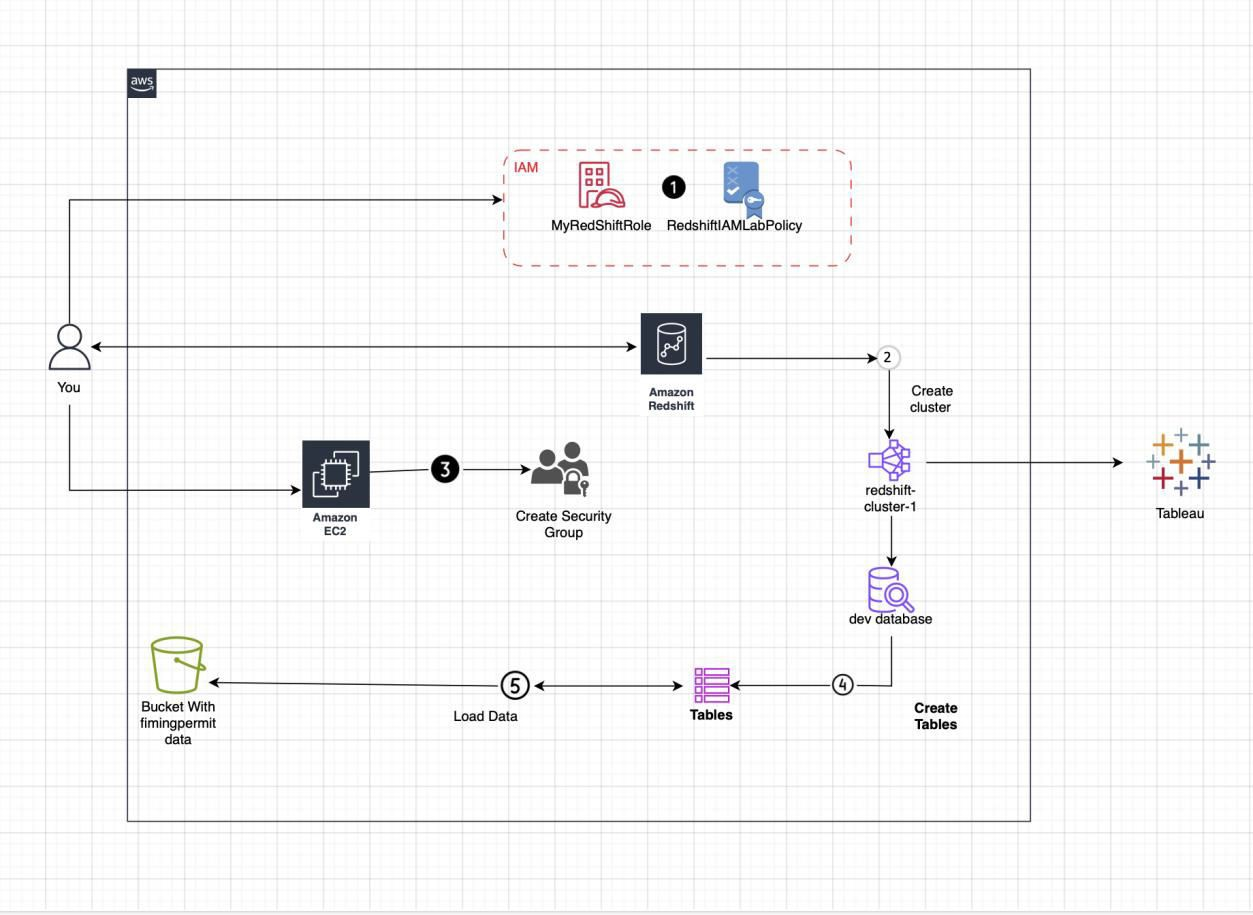 aws
IAM
1
MyRedShiftRole
RedshiftIAMLabPolicy
You
Amazon
Redshift
2
Create
cluster
3
Amazon
EC2
Create Security
Group
redshift-
cluster-1
Tableau
dev database
4
Create
Tables
Tables
5
Load Data
Bucket With
fimingpermit
data